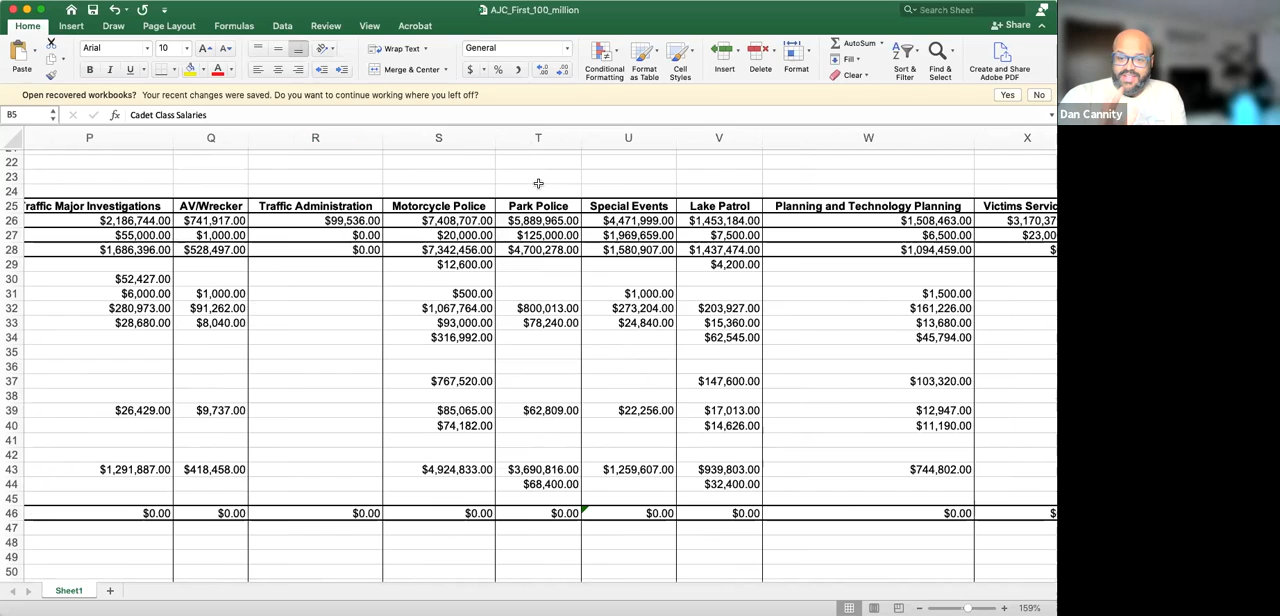 AJC_First_100_million
Search Sheet
Home Insert Draw Page Layout Formulas Data Review View Acrobat Share
Paste Arial 10 A A Wrap Text General Conditional Formatting Format as Table Cell Styles Insert Delete Format AutoSum Fill Clear Sort & Filter Find & Select Create and Share Adobe PDF
B I U A Merge & C $ %
Open recovered workbooks? Your recent changes were saved. Do you want to continue working where you left off? Yes No
B5 fx Cadet Class Salaries
Dan Cannity
P Q R S T U V W X
22
23
24
25 raffic Major Investigations AV/Wrecker Traffic Administration Motorcycle Police Park Police Special Events Lake Patrol Planning and Technology Planning Victims Servic
26 $2,186,744.00 $741,917.00 $99,536.00 $7,408,707.00 $5,889,965.00 $4,471,999.00 $1,453,184.00 $1,508,463.00 $3,170,37
27 $55,000.00 $1,000.00 $0.00 $20,000.00 $125,000.00 $1,969,659.00 $7,500.00 $6,500.00 $23,00
28 $1,686,396.00 $528,497.00 $0.00 $7,342,456.00 $4,700,278.00 $1,580,907.00 $1,437,474.00 $1,094,459.00 $
29 $12,600.00 $4,200.00
30 $52,427.00
31 $6,000.00 $1,000.00 $500.00 $1,000.00 $1,500.00
32 $280,973.00 $91,262.00 $1,067,764.00 $800,013.00 $273,204.00 $203,927.00 $161,226.00
33 $28,680.00 $8,040.00 $93,000.00 $78,240.00 $24,840.00 $15,360.00 $13,680.00
34 $316,992.00 $62,545.00 $45,794.00
35
36
37 $767,520.00 $147,600.00 $103,320.00
38
39 $26,429.00 $9,737.00 $85,065.00 $62,809.00 $22,256.00 $17,013.00 $12,947.00
40 $74,182.00 $14,626.00 $11,190.00
41
42
43 $1,291,887.00 $418,458.00 $4,924,833.00 $3,690,816.00 $1,259,607.00 $939,803.00 $744,802.00
44 $68,400.00 $32,400.00
45
46 $0.00 $0.00 $0.00 $0.00 $0.00 $0.00 $0.00 $0.00 $
47
48
49
50
Sheet1
159%